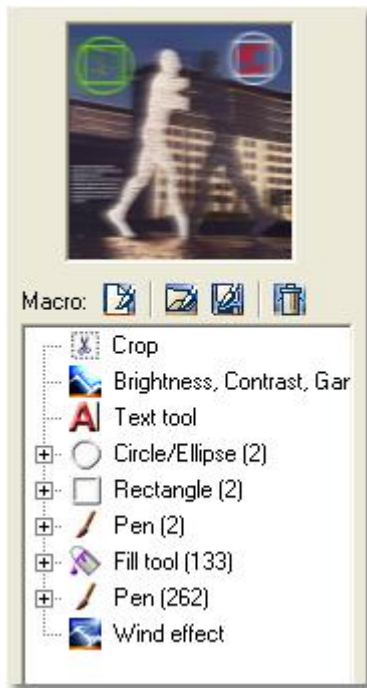 Macro:
Crop
Brightness, Contrast, Gar
Text tool
Circle/Ellipse (2)
Rectangle (2)
Pen (2)
Fill tool (133)
Pen (262)
Wind effect